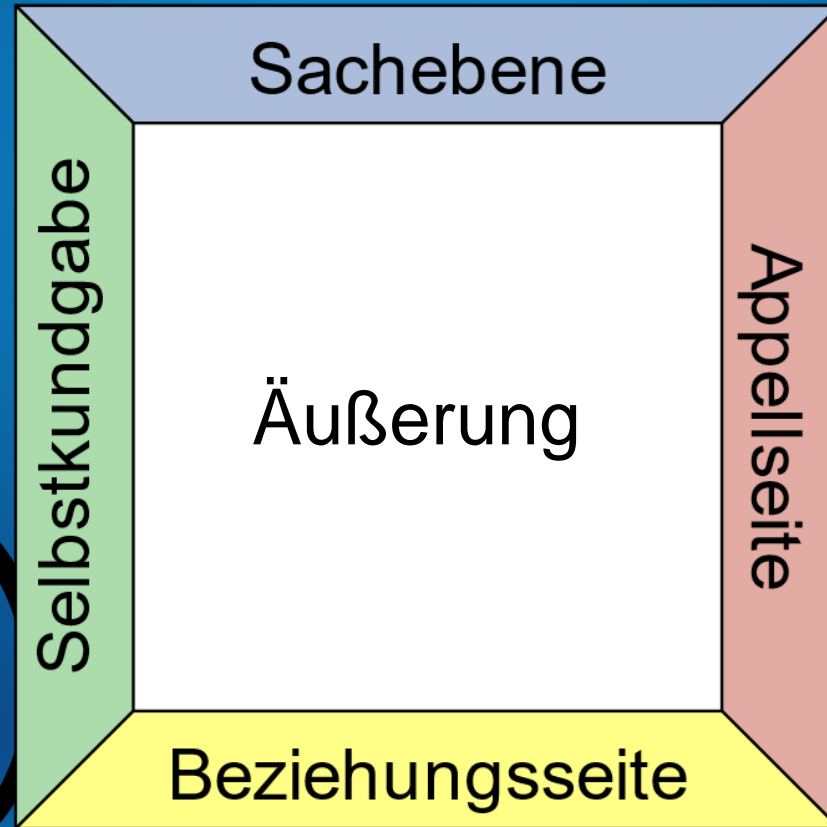 Sachebene
Selbstkundgabe
Äußerung
Appellseite
Beziehungsseite